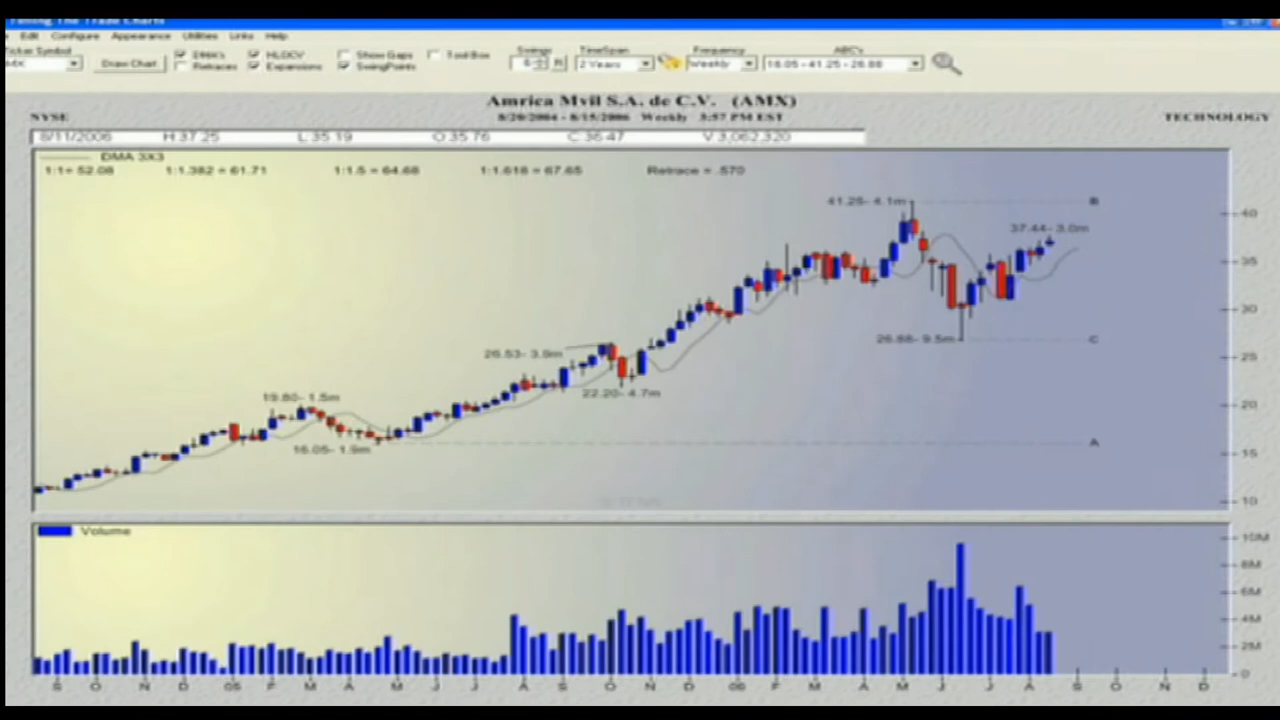 Timing The Trade Charts
Edit Configure Appearance Utilities Links Help
Ticker Symbol
AMX
Draw Chart
DMA's HLOCV Show Gaps Tool Box
Retraces Expansions SwingPoints
Swings TimeSpan Frequency ABC's
6 R 2 Years Weekly 16.05 - 41.25 - 26.88
Amrica Mvil S.A. de C.V. (AMX)
NYSE 8/20/2004 - 8/15/2006 Weekly 3:57 PM EST TECHNOLOGY
8/11/2006 H 37.25 L 35.19 O 35.76 C 36.47 V 3,062,320
DMA 3X3
1:1= 52.08 1:1.382 = 61.71 1:1.5 = 64.68 1:1.618 = 67.65 Retrace = .570
41.25- 4.1m B
40
37.44- 3.0m
35
30
26.88- 9.5m C
26.53- 3.9m 25
22.20- 4.7m
19.80- 1.5m 20
16.05- 1.9m A
15
10
Volume
10M
8M
6M
4M
2M
0
S O N D 05 F M A M J J A S O N D 06 F M A M J J A S O N D